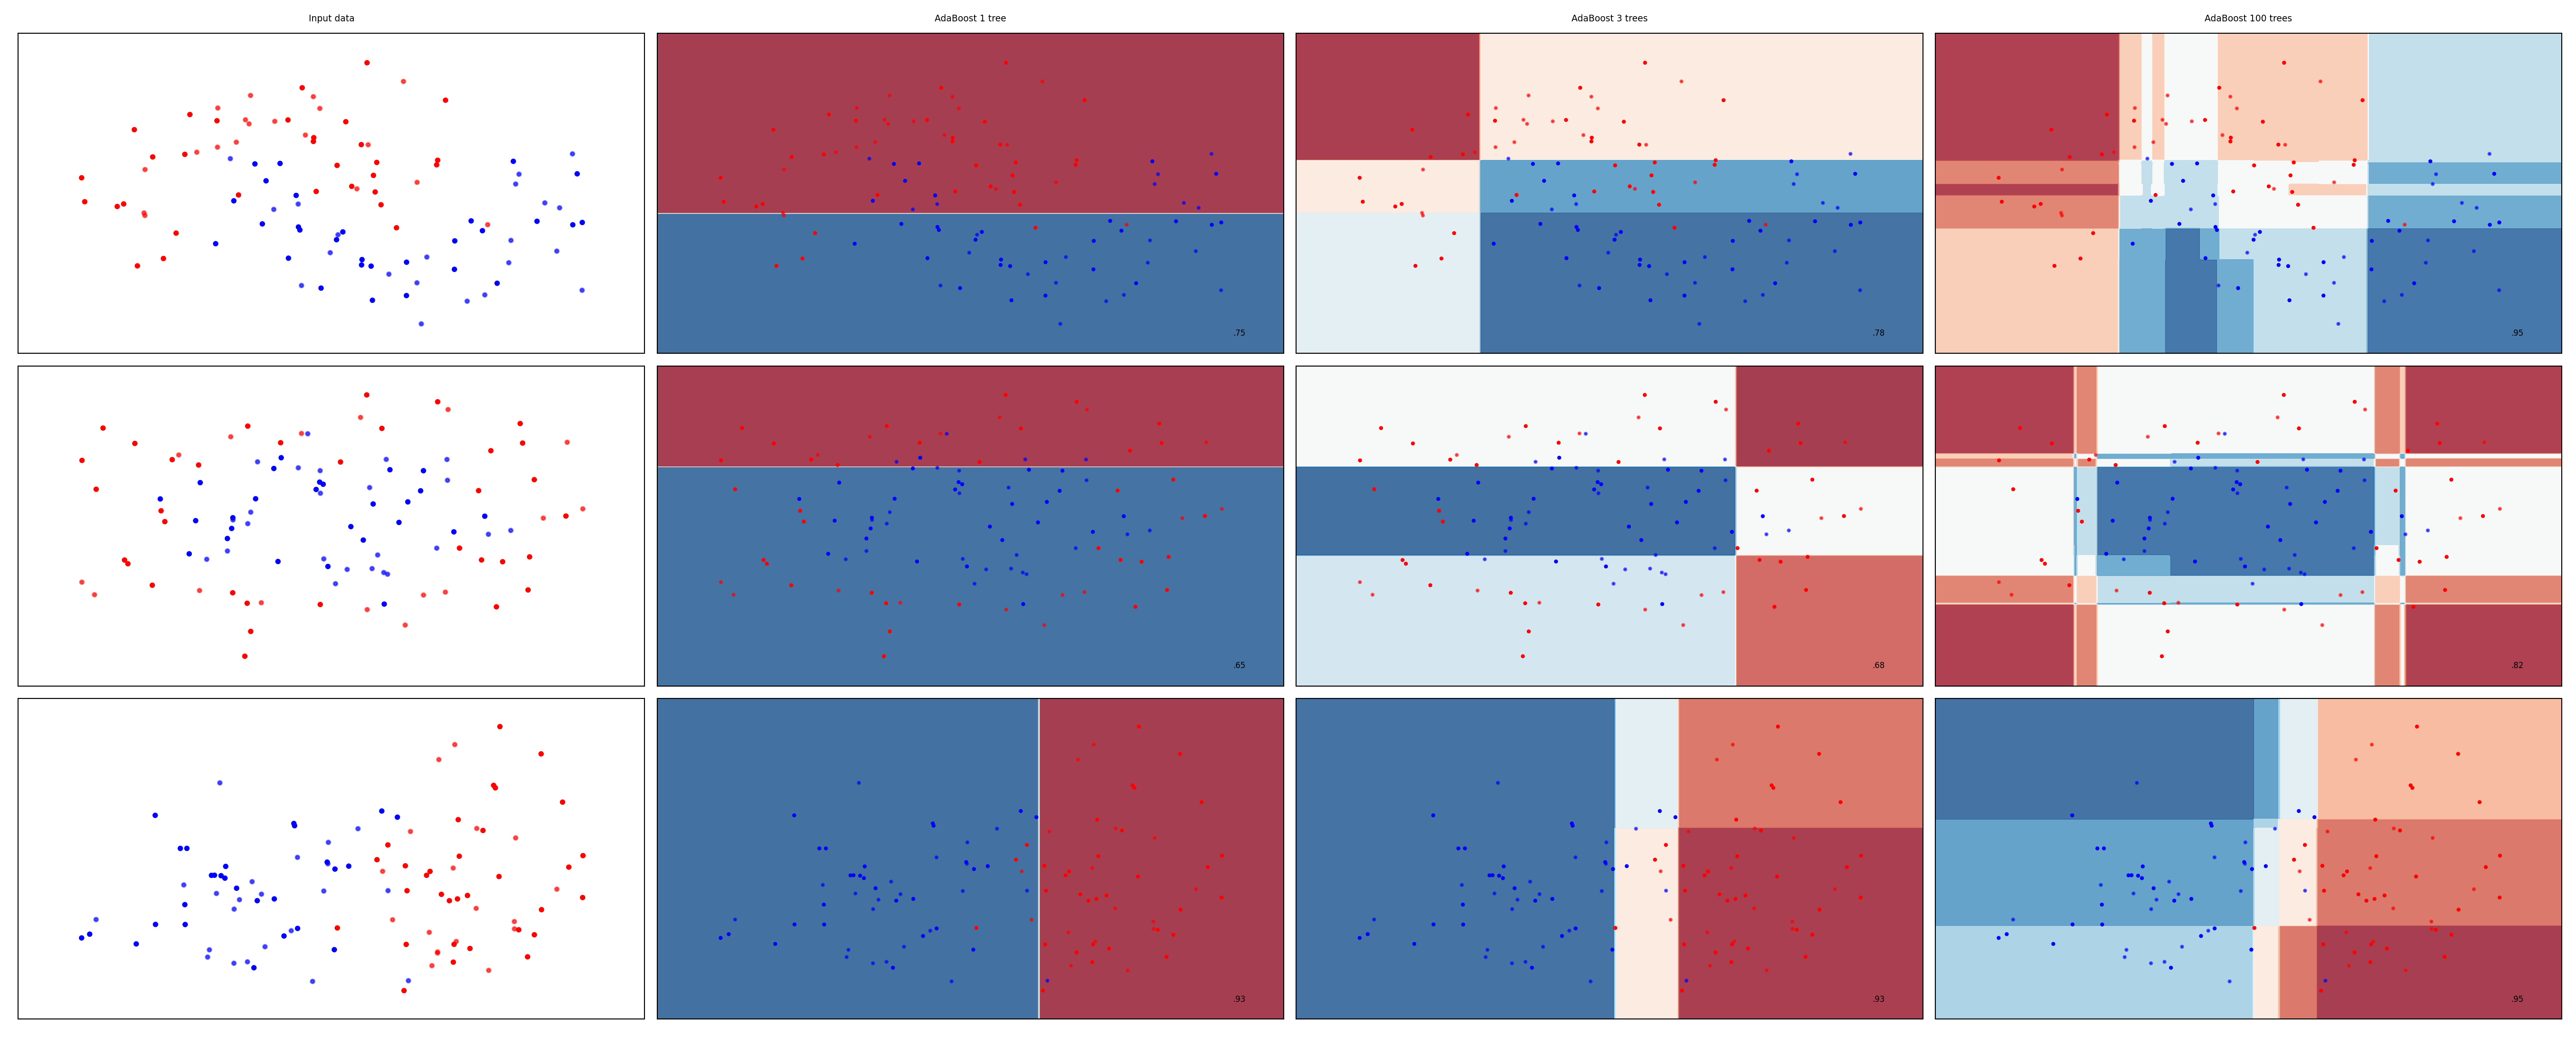 Input data
AdaBoost 1 tree
AdaBoost 3 trees
AdaBoost 100 trees
.75
.78
.95
.65
.68
.82
.93
.93
.95